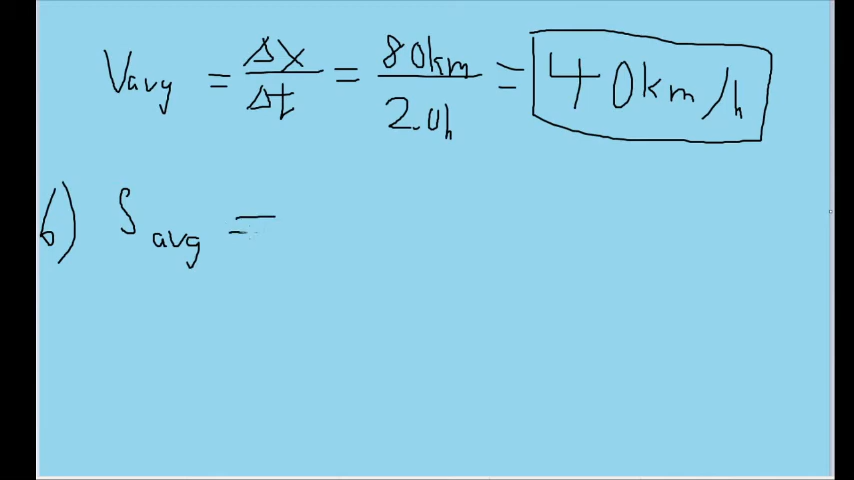 Vavg = Δx/Δt = 80km/2.0h = 40km/h
b) Savg =